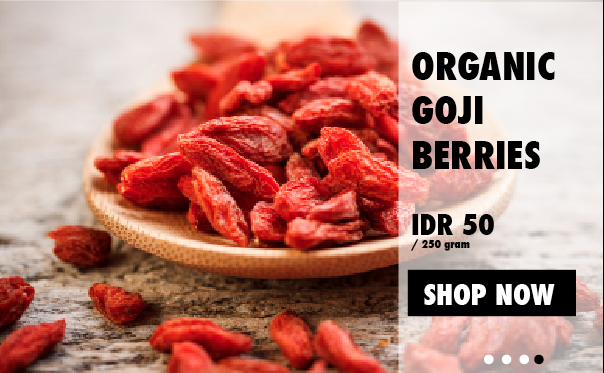 ORGANIC
GOJI
BERRIES
IDR 50
/ 250 gram
SHOP NOW